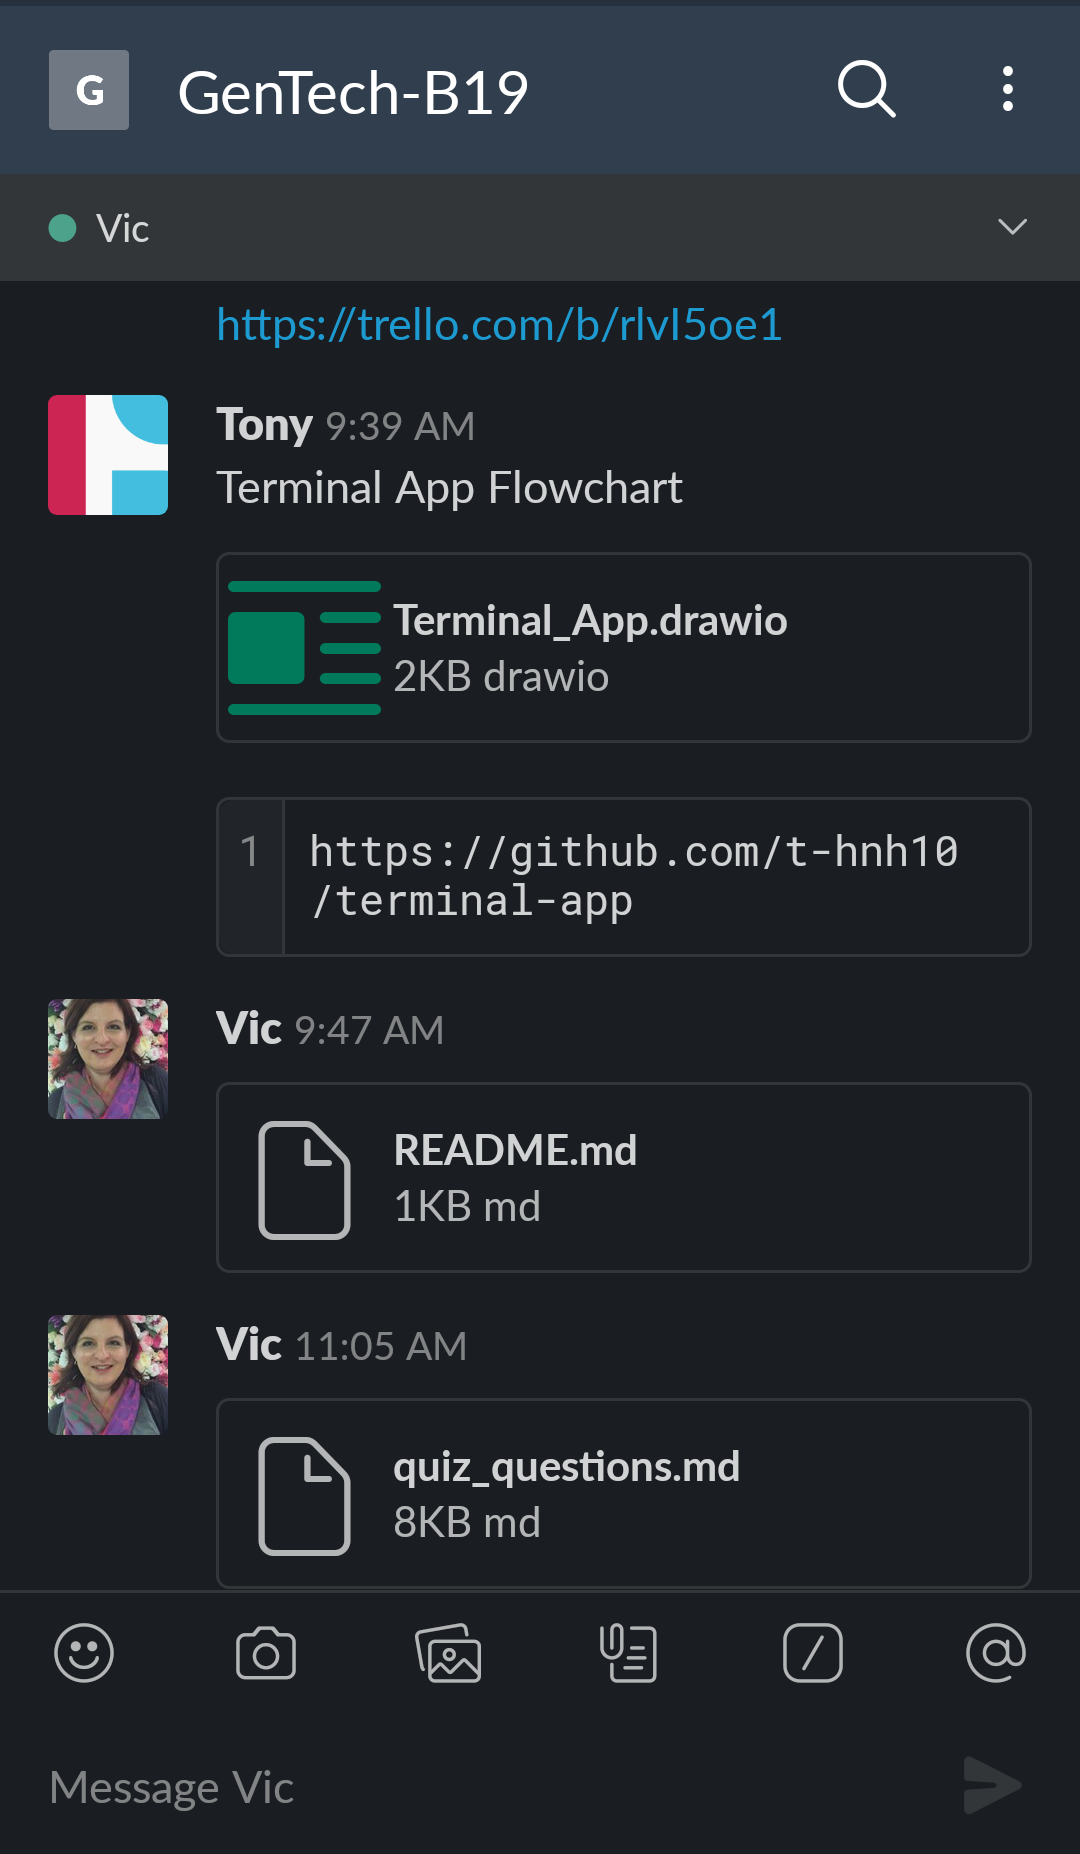 G GenTech-B19
Vic
https://trello.com/b/rlvI5oe1
Tony 9:39 AM
Terminal App Flowchart
Terminal_App.drawio
2KB drawio
1 https://github.com/t-hnh10
/terminal-app
Vic 9:47 AM
README.md
1KB md
Vic 11:05 AM
quiz_questions.md
8KB md
Message Vic